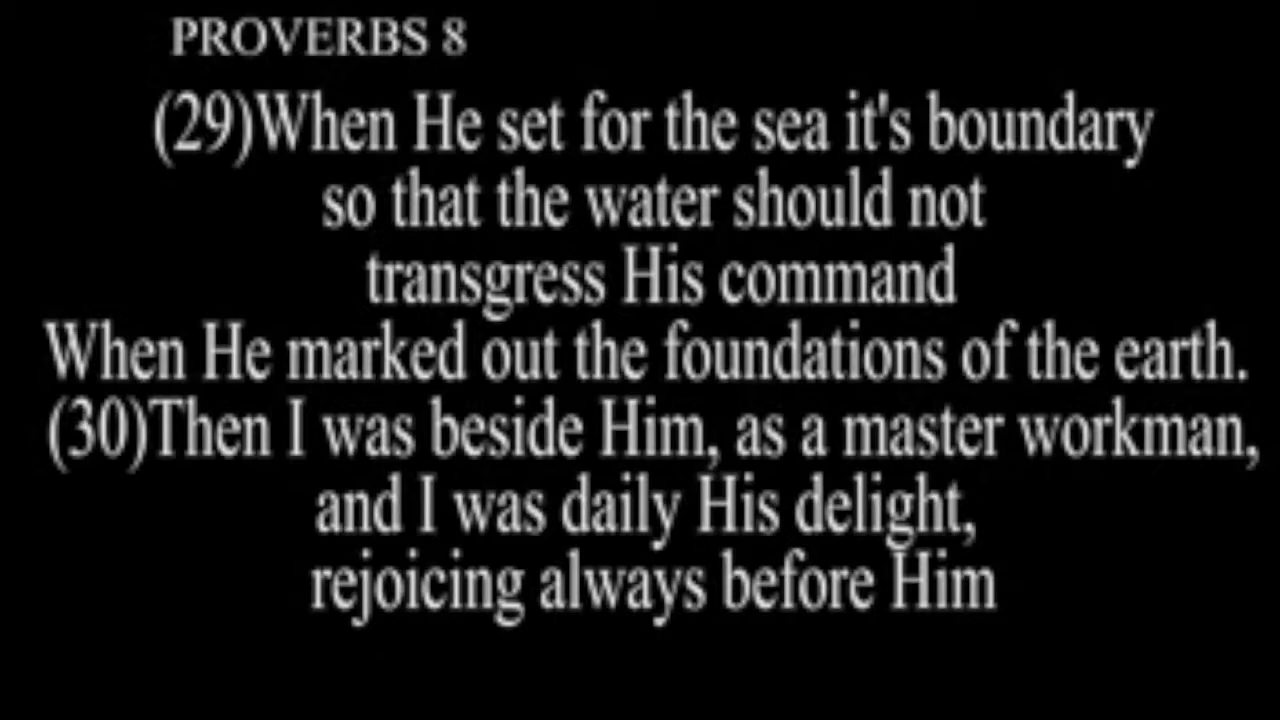 PROVERBS 8
(29)When He set for the sea it's boundary
so that the water should not
transgress His command
When He marked out the foundations of the earth.
(30)Then I was beside Him, as a master workman,
and I was daily His delight,
rejoicing always before Him